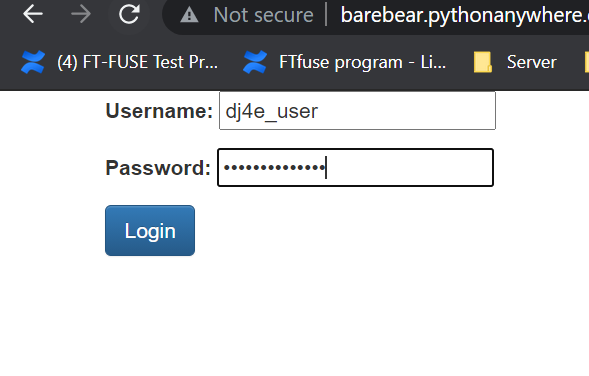 Not secure | barebear.pythonanywhere.
(4) FT-FUSE Test Pr... FTfuse program - Li... Server
Username: dj4e_user
Password: ••••••••••••••
Login